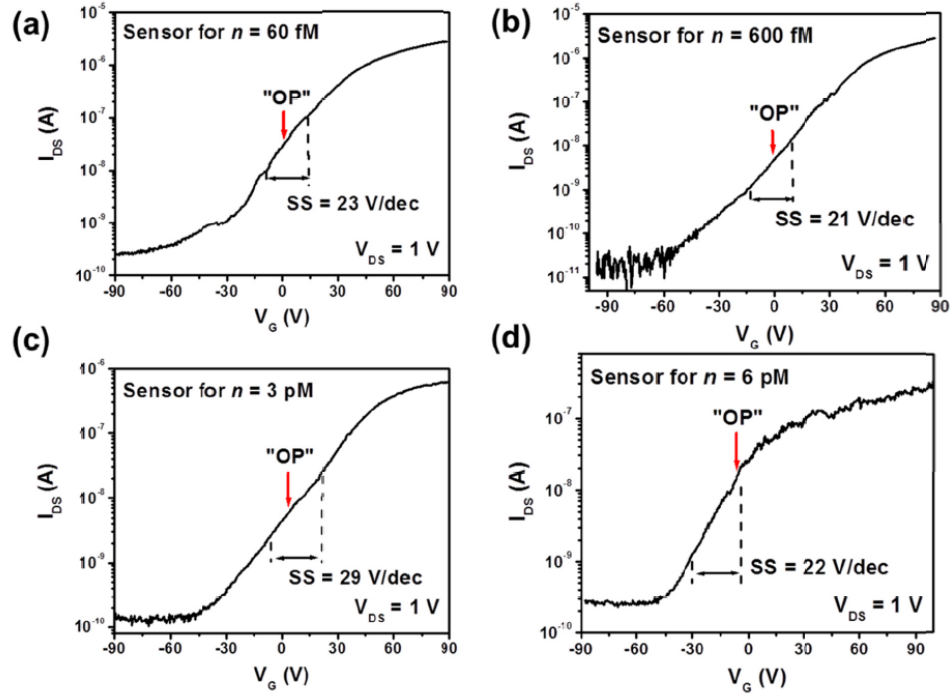 (a)
Sensor for n = 60 fM
"OP"
SS = 23 V/dec
V_DS = 1 V
I_DS (A)
10^-5
10^-6
10^-7
10^-8
10^-9
10^-10
-90 -60 -30 0 30 60 90
V_G (V)
(b)
Sensor for n = 600 fM
"OP"
SS = 21 V/dec
V_DS = 1 V
I_DS (A)
10^-5
10^-6
10^-7
10^-8
10^-9
10^-10
10^-11
-90 -60 -30 0 30 60 90
V_G (V)
(c)
Sensor for n = 3 pM
"OP"
SS = 29 V/dec
V_DS = 1 V
I_DS (A)
10^-6
10^-7
10^-8
10^-9
10^-10
-90 -60 -30 0 30 60 90
V_G (V)
(d)
Sensor for n = 6 pM
"OP"
SS = 22 V/dec
V_DS = 1 V
I_DS (A)
10^-7
10^-8
10^-9
10^-10
-90 -60 -30 0 30 60 90
V_G (V)